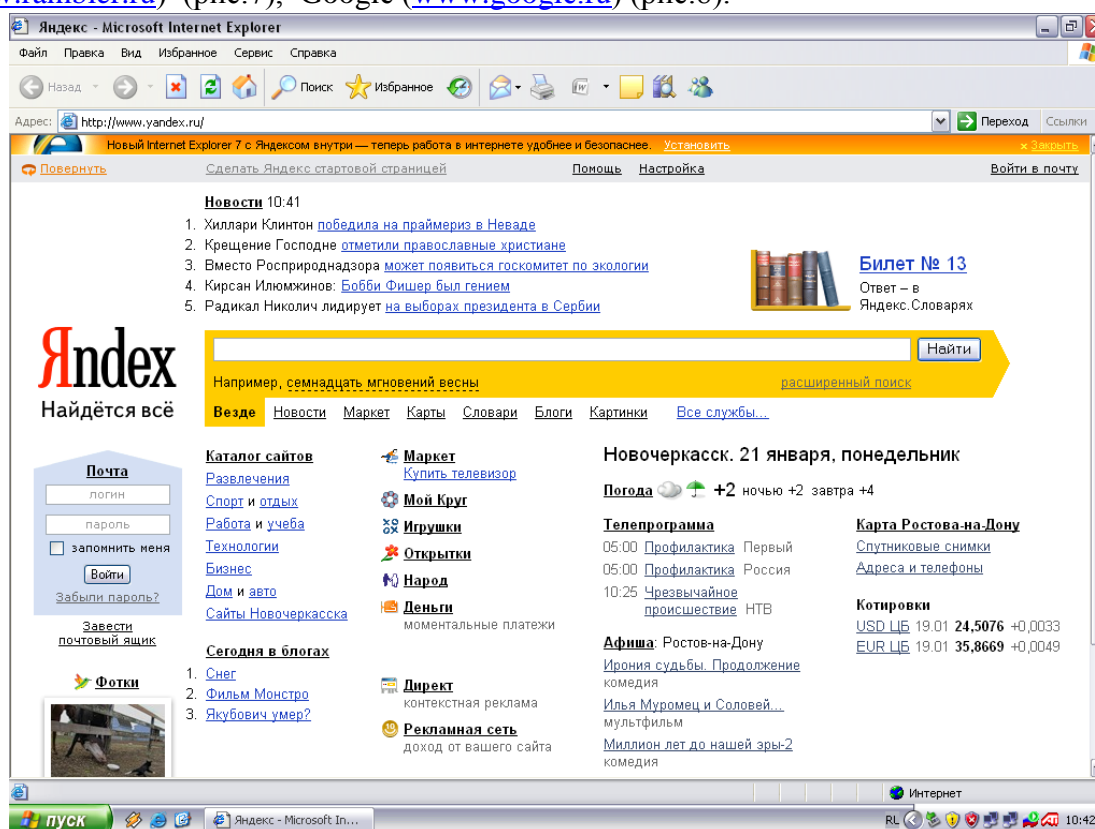 w.rambler.ru) (рис.7), Google (www.google.ru) (рис.8).
Яндекс - Microsoft Internet Explorer
Файл Правка Вид Избранное Сервис Справка
Назад Поиск Избранное
Адрес: http://www.yandex.ru/ Переход Ссылки
Новый Internet Explorer 7 с Яндексом внутри — теперь работа в интернете удобнее и безопаснее. Установить × Закрыть
Повернуть Сделать Яндекс стартовой страницей Помощь Настройка Войти в почту
Новости 10:41
1. Хиллари Клинтон победила на праймериз в Неваде
2. Крещение Господне отметили православные христиане
3. Вместо Росприроднадзора может появиться госкомитет по экологии
4. Кирсан Илюмжинов: Бобби Фишер был гением
5. Радикал Николич лидирует на выборах президента в Сербии
Билет № 13
Ответ – в
Яндекс.Словарях
Яndex
Найдётся всё
Найти
Например, семнадцать мгновений весны расширенный поиск
Везде Новости Маркет Карты Словари Блоги Картинки Все службы...
Почта
логин
пароль
запомнить меня
Войти
Забыли пароль?
Завести
почтовый ящик
Фотки
Каталог сайтов
Развлечения
Спорт и отдых
Работа и учеба
Технологии
Бизнес
Дом и авто
Сайты Новочеркасска
Сегодня в блогах
1. Снег
2. Фильм Монстро
3. Якубович умер?
Маркет
Купить телевизор
Мой Круг
Игрушки
Открытки
Народ
Деньги
моментальные платежи
Директ
контекстная реклама
Рекламная сеть
доход от вашего сайта
Новочеркасск. 21 января, понедельник
Погода +2 ночью +2 завтра +4
Телепрограмма
05:00 Профилактика Первый
05:00 Профилактика Россия
10:25 Чрезвычайное
происшествие НТВ
Афиша: Ростов-на-Дону
Ирония судьбы. Продолжение
комедия
Илья Муромец и Соловей...
мультфильм
Миллион лет до нашей эры-2
комедия
Карта Ростова-на-Дону
Спутниковые снимки
Адреса и телефоны
Котировки
USD ЦБ 19.01 24,5076 +0,0033
EUR ЦБ 19.01 35,8669 +0,0049
Интернет
пуск Яндекс - Microsoft In... RL 10:42